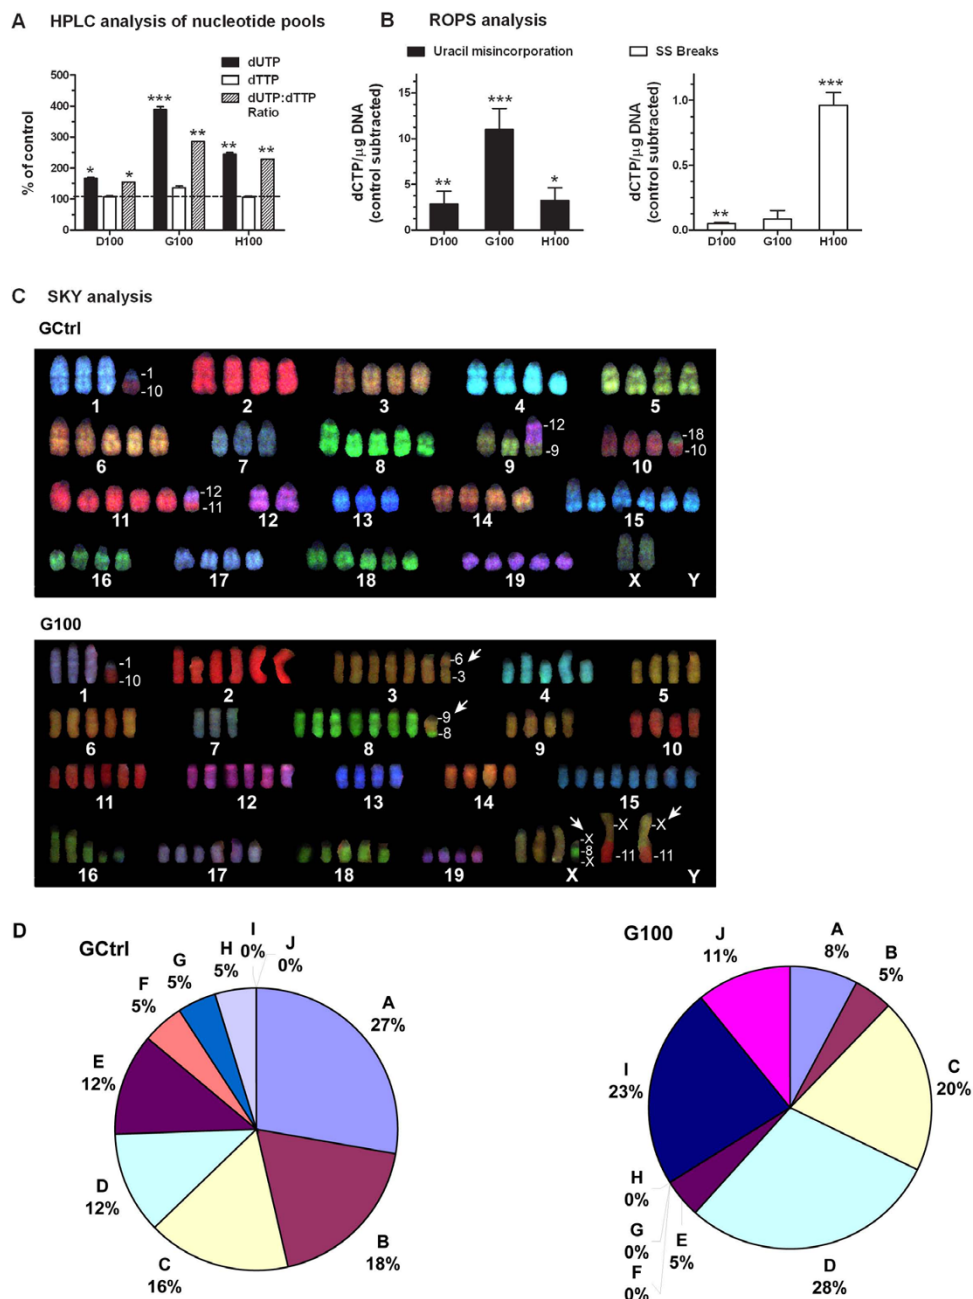 A HPLC analysis of nucleotide pools
dUTP
dTTP
dUTP:dTTP
Ratio
% of control
500
400
300
200
100
0
*
*
***
**
**
**
D100 G100 H100
B ROPS analysis
Uracil misincorporation
SS Breaks
dCTP/µg DNA
(control subtracted)
15
10
5
0
**
***
*
D100 G100 H100
dCTP/µg DNA
(control subtracted)
1.0
0.5
0.0
**
***
D100 G100 H100
C SKY analysis
GCtrl
-1
-10
1 2 3 4 5
-12
-9
-18
-10
6 7 8 9 10
-12
-11
11 12 13 14 15
16 17 18 19 X Y
G100
-1
-10
-6
-3
1 2 3 4 5
-9
-8
6 7 8 9 10
11 12 13 14 15
-X
-8
-X
-X
-11
-X
-11
16 17 18 19 X Y
D
GCtrl
A
27%
B
18%
C
16%
D
12%
E
12%
F
5%
G
5%
H
5%
I
0%
J
0%
G100
A
8%
B
5%
C
20%
D
28%
E
5%
F
0%
G
0%
H
0%
I
23%
J
11%